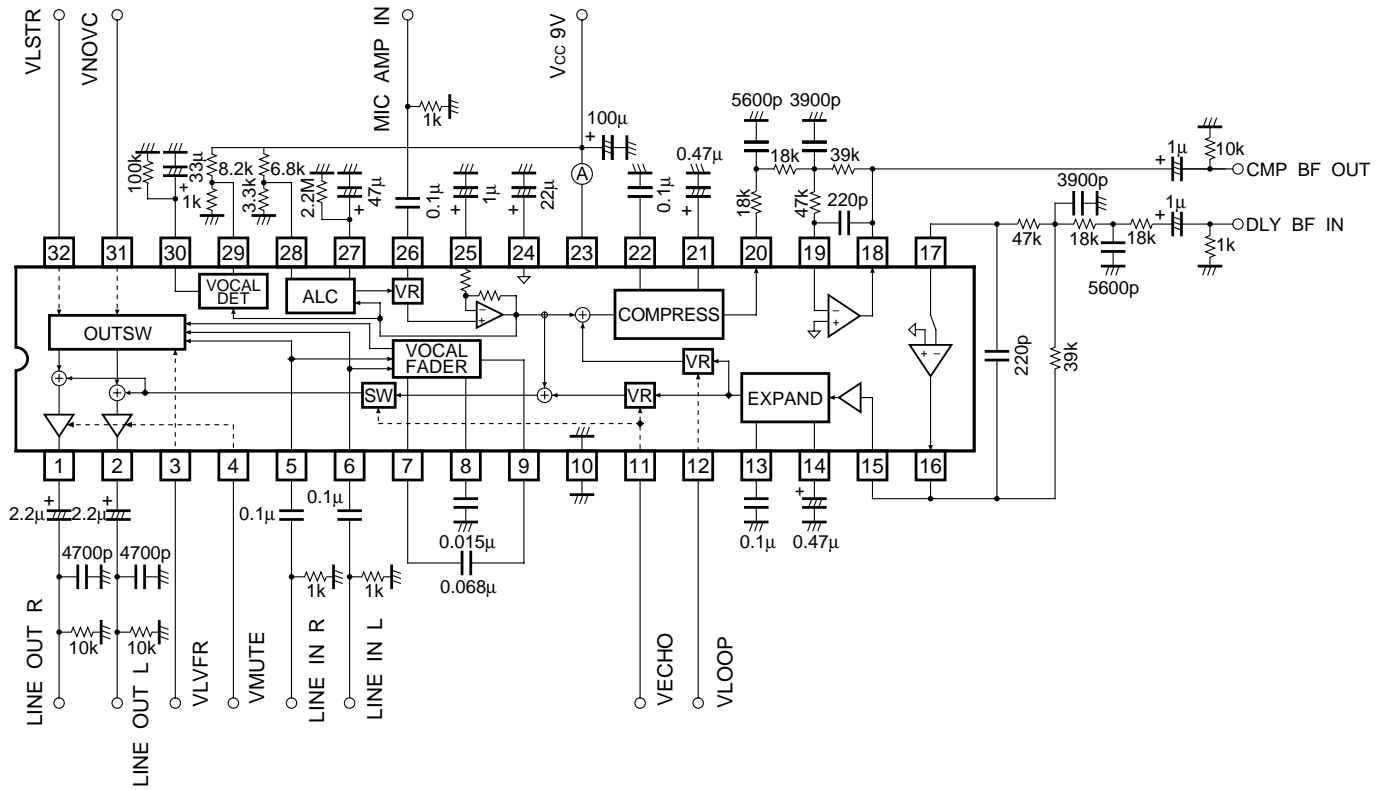 VLSTR
VNOVC
MIC AMP IN
Vcc 9V
1k
100μ
+
A
5600p
3900p
18k
39k
1μ
+
10k
CMP BF OUT
100k
33μ
+
1k
8.2k
6.8k
3.3k
2.2M
47μ
+
0.1μ
1μ
+
22μ
+
0.1μ
0.47μ
+
18k
47k
220p
3900p
1μ
+
DLY BF IN
47k
18k
18k
1k
5600p
32
31
30
29
28
27
26
25
24
23
22
21
20
19
18
17
VOCAL
DET
ALC
VR
−
+
+
COMPRESS
−
+
OUTSW
VOCAL
FADER
VR
+
−
220p
39k
+
+
SW
+
VR
EXPAND
1
2
3
4
5
6
7
8
9
10
11
12
13
14
15
16
+
2.2μ
+
2.2μ
0.1μ
0.1μ
0.015μ
0.068μ
0.1μ
+
0.47μ
4700p
4700p
1k
1k
10k
10k
LINE OUT R
LINE OUT L
VLVFR
VMUTE
LINE IN R
LINE IN L
VECHO
VLOOP